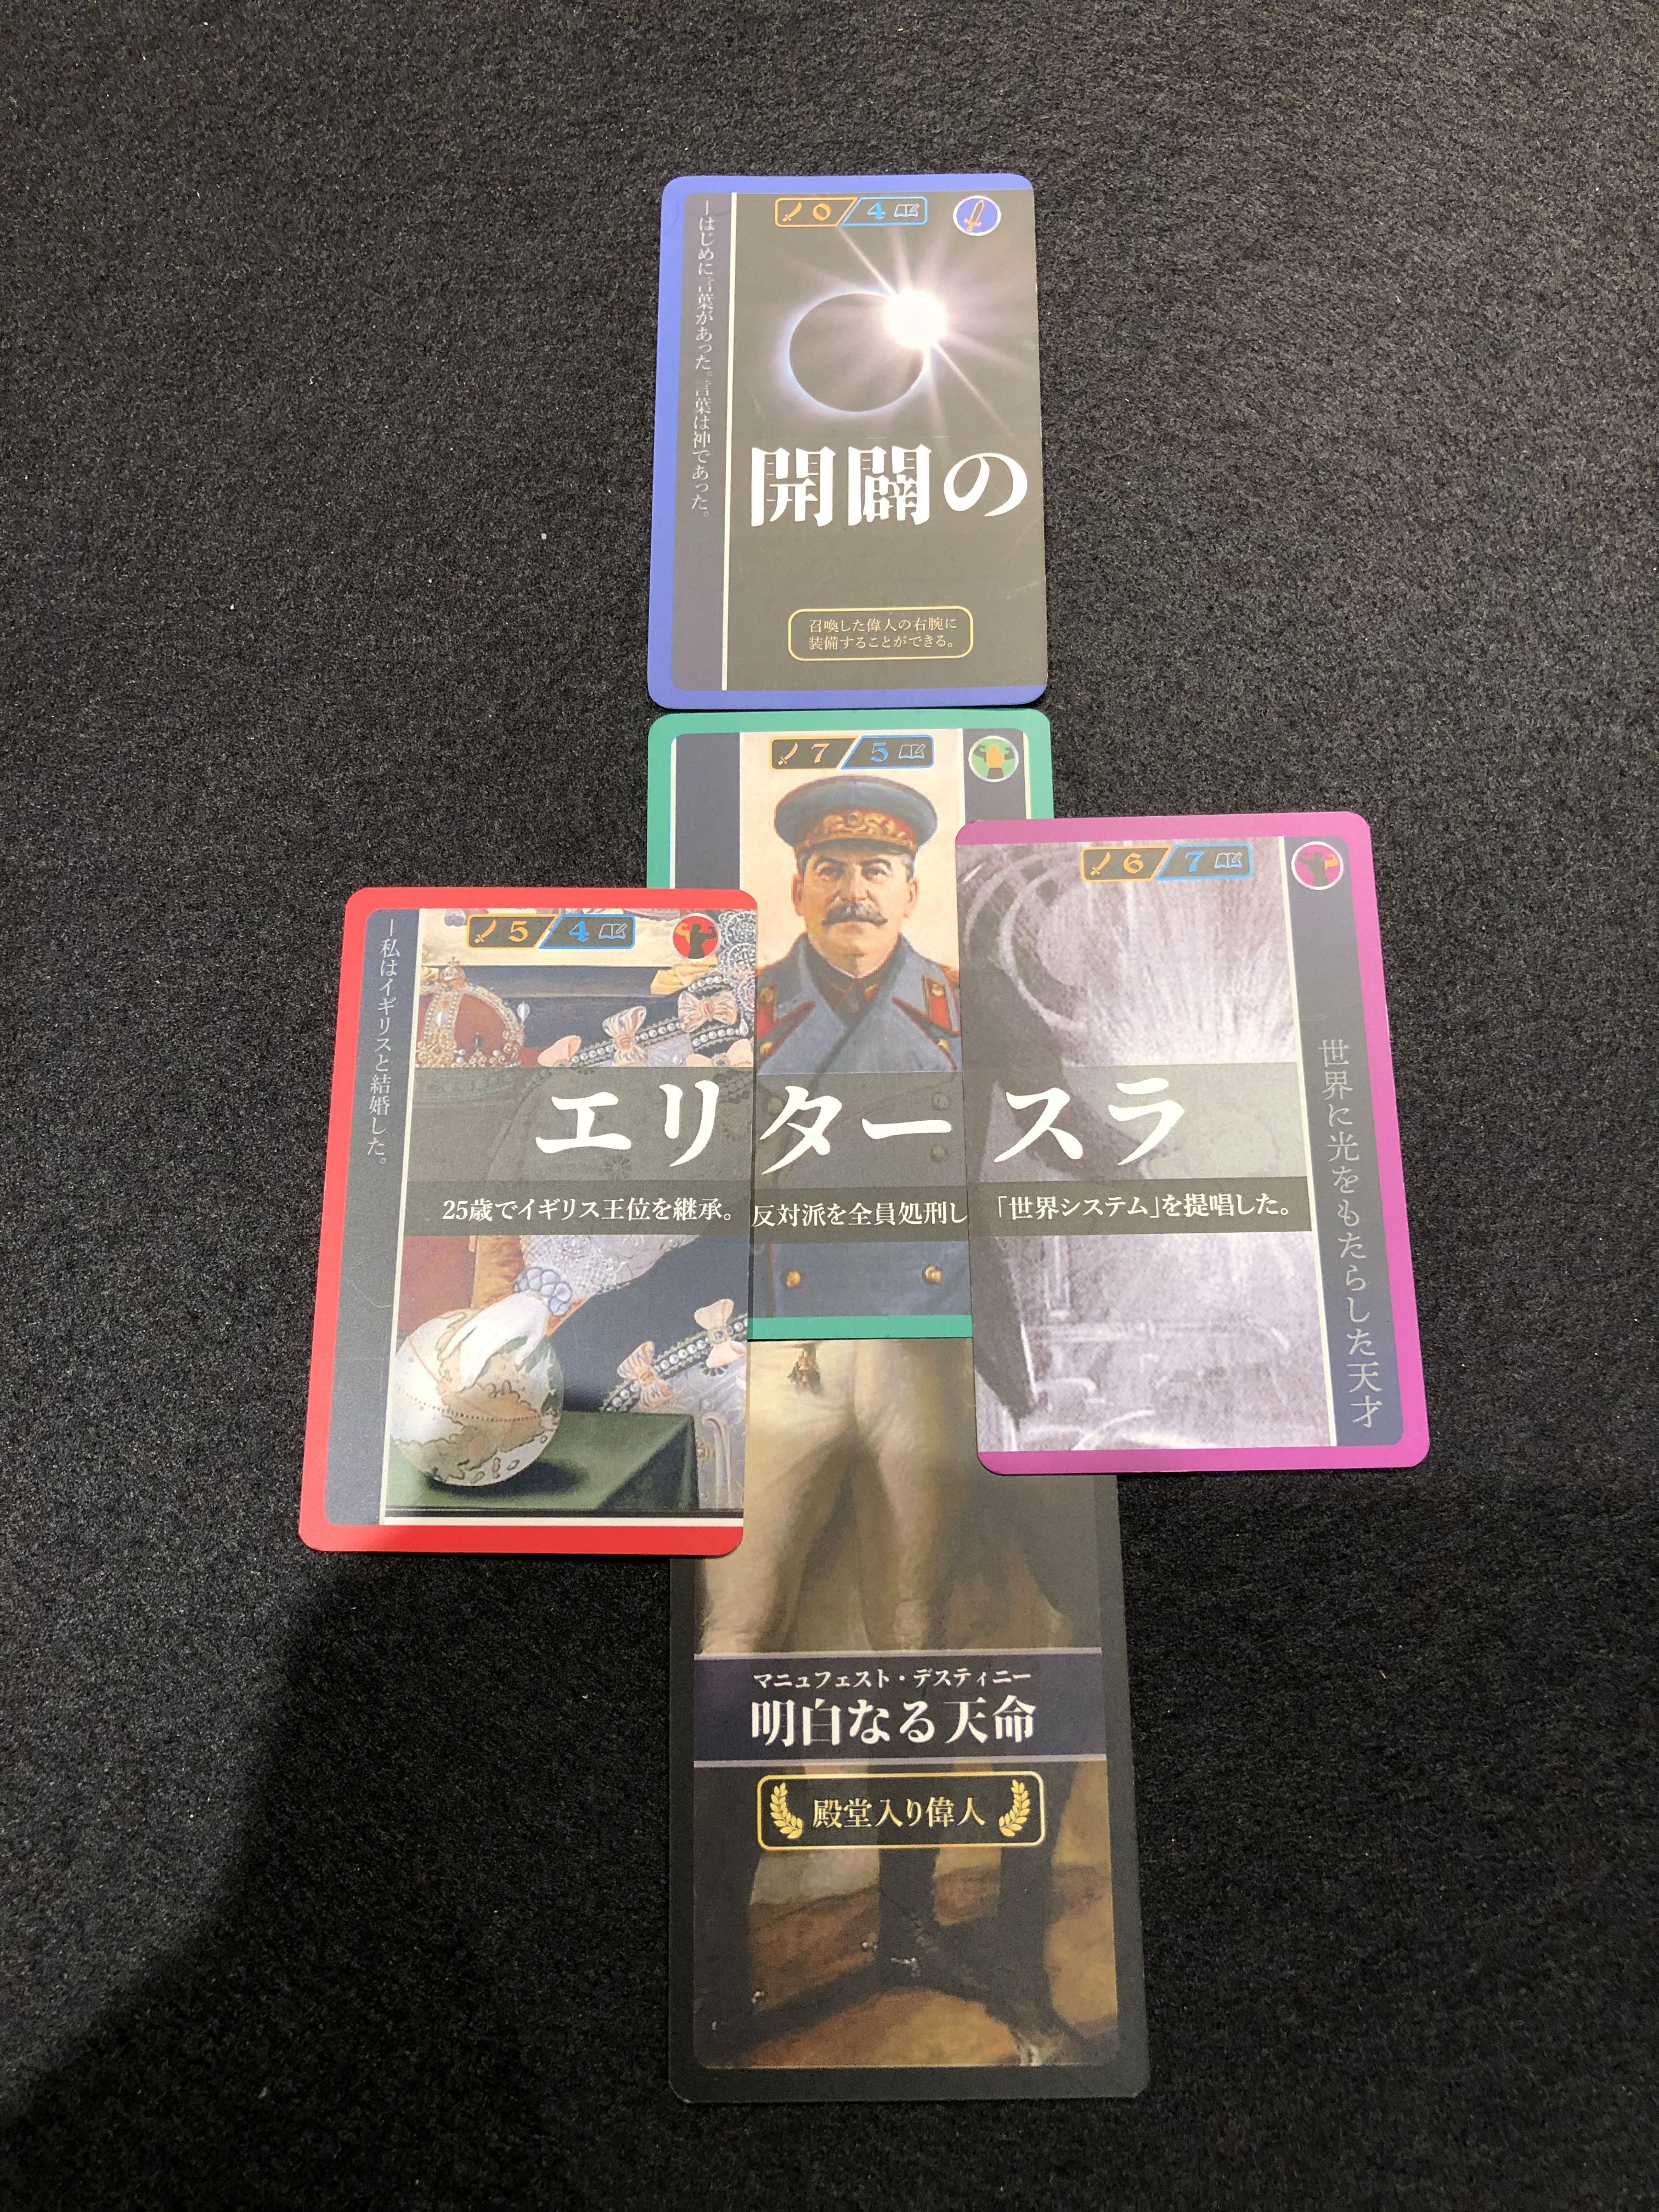 0 4
―はじめに言葉があった。言葉は神であった。
開闢の
召喚した偉人の右腕に
装備することができる。
7 5
5 4
6 7
―私はイギリスと結婚した。
エリタースラ
25歳でイギリス王位を継承。
反対派を全員処刑し
「世界システム」を提唱した。
世界に光をもたらした天才
マニュフェスト・デスティニー
明白なる天命
殿堂入り偉人